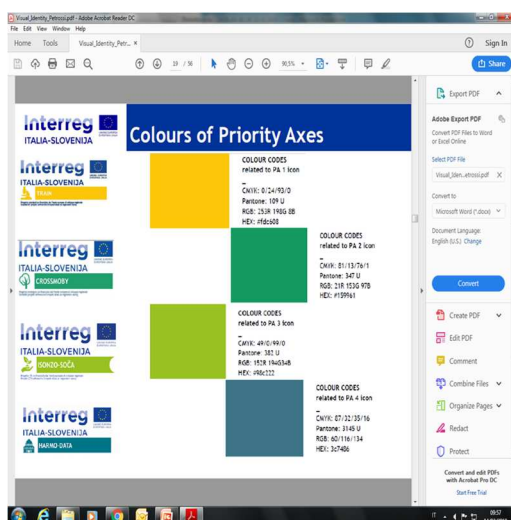 Visual_Identity_Petrossi.pdf - Adobe Acrobat Reader DC
File Edit View Window Help
Home Tools Visual_Identity_Petr... ×
Sign In
19 / 36
90,5%
Share
Interreg
ITALIA-SLOVENIJA
Colours of Priority Axes
Interreg
ITALIA-SLOVENIJA
TRAIN
COLOUR CODES
related to PA 1 icon
CMYK: 0/24/93/0
Pantone: 109 U
RGB: 253R 198G 8B
HEX: #fdc608
Interreg
ITALIA-SLOVENIJA
CROSSMOBY
COLOUR CODES
related to PA 2 icon
CMYK: 81/13/76/1
Pantone: 347 U
RGB: 21R 153G 97B
HEX: #159961
Interreg
ITALIA-SLOVENIJA
ISONZO-SOČA
COLOUR CODES
related to PA 3 icon
CMYK: 49/0/99/0
Pantone: 382 U
RGB: 152R 194G34B
HEX: #98c222
Interreg
ITALIA-SLOVENIJA
HARMO-DATA
COLOUR CODES
related to PA 4 icon
CMYK: 87/32/35/16
Pantone: 3145 U
RGB: 60/116/134
HEX: 3c7486
Export PDF
Adobe Export PDF
Convert PDF Files to Word
or Excel Online
Select PDF File
Visual_Iden...etrossi.pdf X
Convert to
Microsoft Word (*.docx)
Document Language:
English (U.S.) Change
Convert
Create PDF
Edit PDF
Comment
Combine Files
Organize Pages
Redact
Protect
Convert and edit PDFs
with Acrobat Pro DC
Start Free Trial
IT
09:57